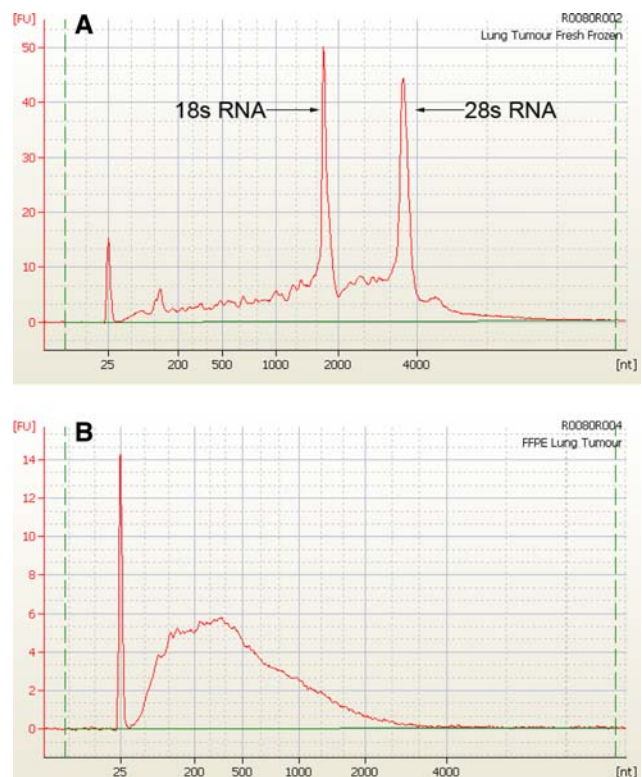 [FU] A R0080R002
Lung Tumour Fresh Frozen
50
40
18s RNA 28s RNA
30
20
10
0
25 200 500 1000 2000 4000 [nt]
[FU] B R0080R004
FFPE Lung Tumour
14
12
10
8
6
4
2
0
25 200 500 1000 2000 4000 [nt]